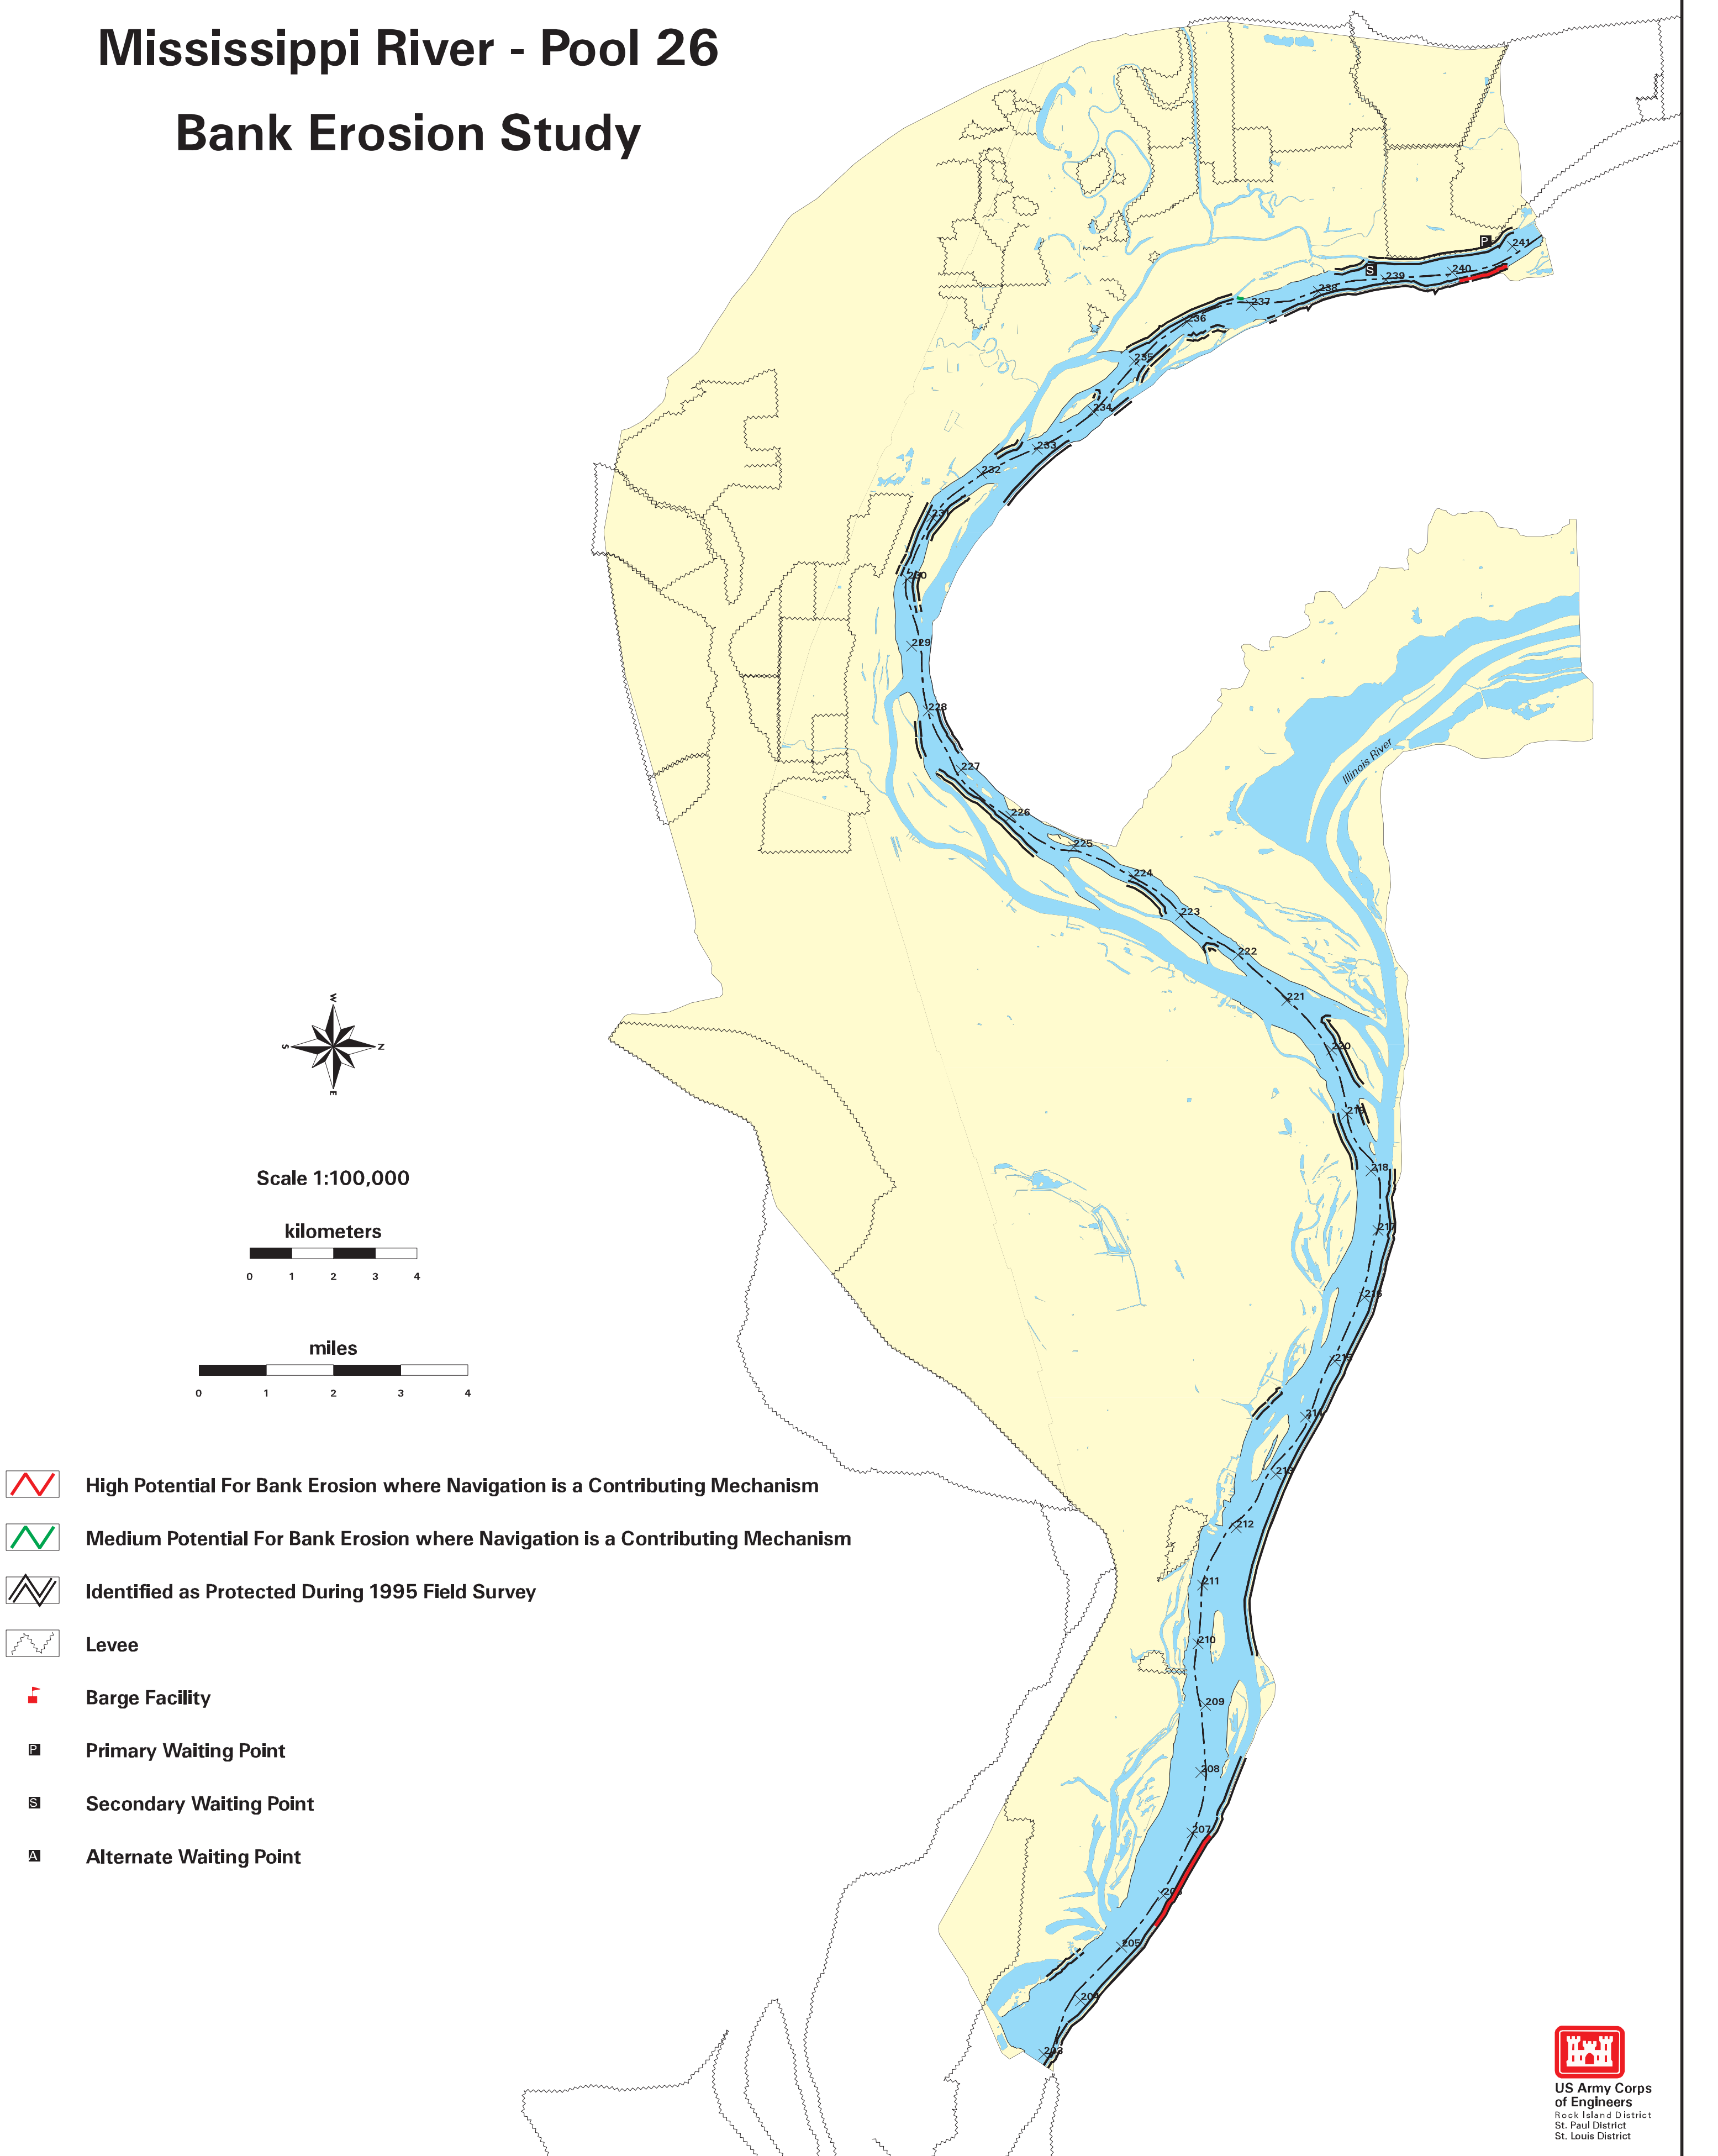 Mississippi River - Pool 26
Bank Erosion Study
P
241
S
240
239
238
237
236
235
234
233
232
231
230
229
228
227
226
225
224
223
222
221
220
219
218
217
216
215
214
213
212
211
210
209
208
207
206
205
204
203
Illinois River
W
S
N
E
Scale 1:100,000
kilometers
0 1 2 3 4
miles
0 1 2 3 4
High Potential For Bank Erosion where Navigation is a Contributing Mechanism
Medium Potential For Bank Erosion where Navigation is a Contributing Mechanism
Identified as Protected During 1995 Field Survey
Levee
Barge Facility
P Primary Waiting Point
S Secondary Waiting Point
A Alternate Waiting Point
US Army Corps
of Engineers
Rock Island District
St. Paul District
St. Louis District